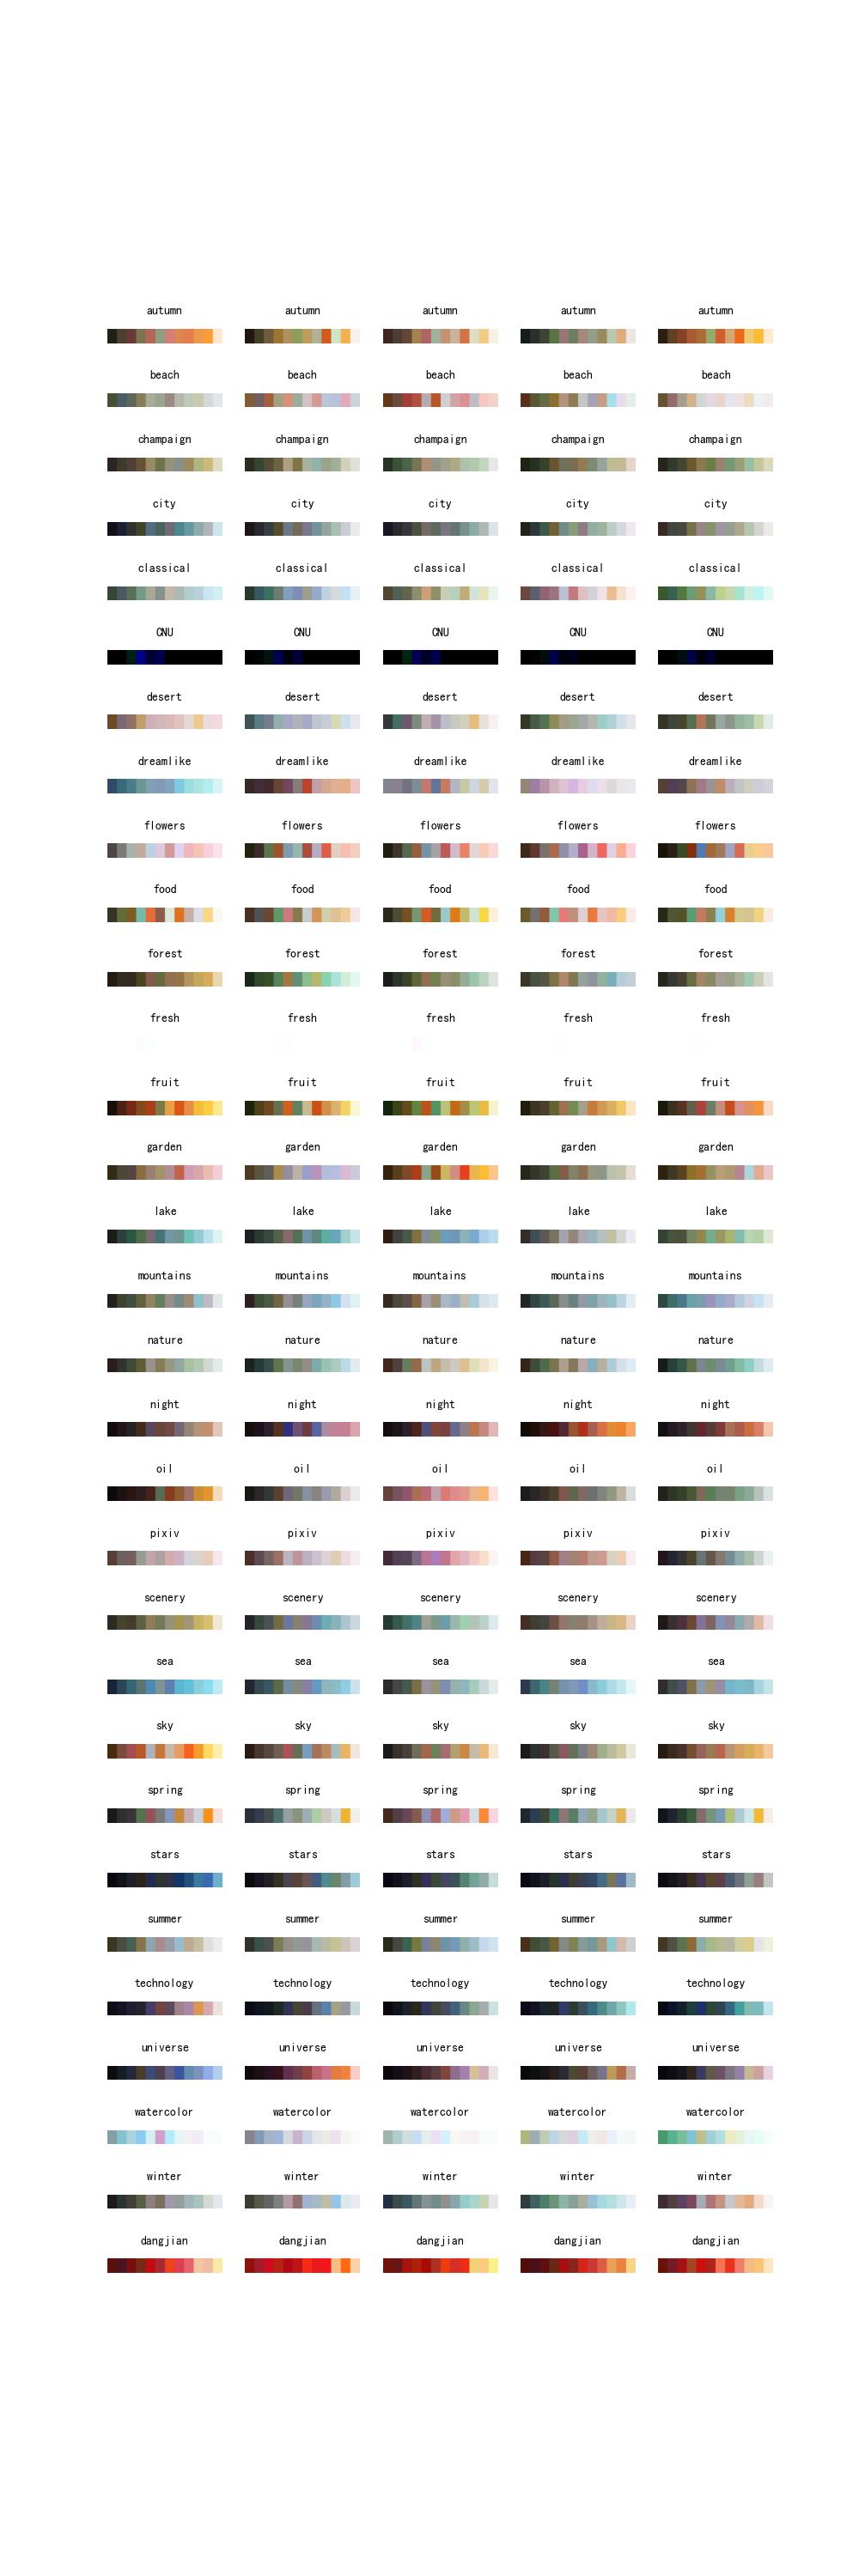 autumn autumn autumn autumn autumn
beach beach beach beach beach
champaign champaign champaign champaign champaign
city city city city city
classical classical classical classical classical
CNU CNU CNU CNU CNU
desert desert desert desert desert
dreamlike dreamlike dreamlike dreamlike dreamlike
flowers flowers flowers flowers flowers
food food food food food
forest forest forest forest forest
fresh fresh fresh fresh fresh
fruit fruit fruit fruit fruit
garden garden garden garden garden
lake lake lake lake lake
mountains mountains mountains mountains mountains
nature nature nature nature nature
night night night night night
oil oil oil oil oil
pixiv pixiv pixiv pixiv pixiv
scenery scenery scenery scenery scenery
sea sea sea sea sea
sky sky sky sky sky
spring spring spring spring spring
stars stars stars stars stars
summer summer summer summer summer
technology technology technology technology technology
universe universe universe universe universe
watercolor watercolor watercolor watercolor watercolor
winter winter winter winter winter
dangjian dangjian dangjian dangjian dangjian